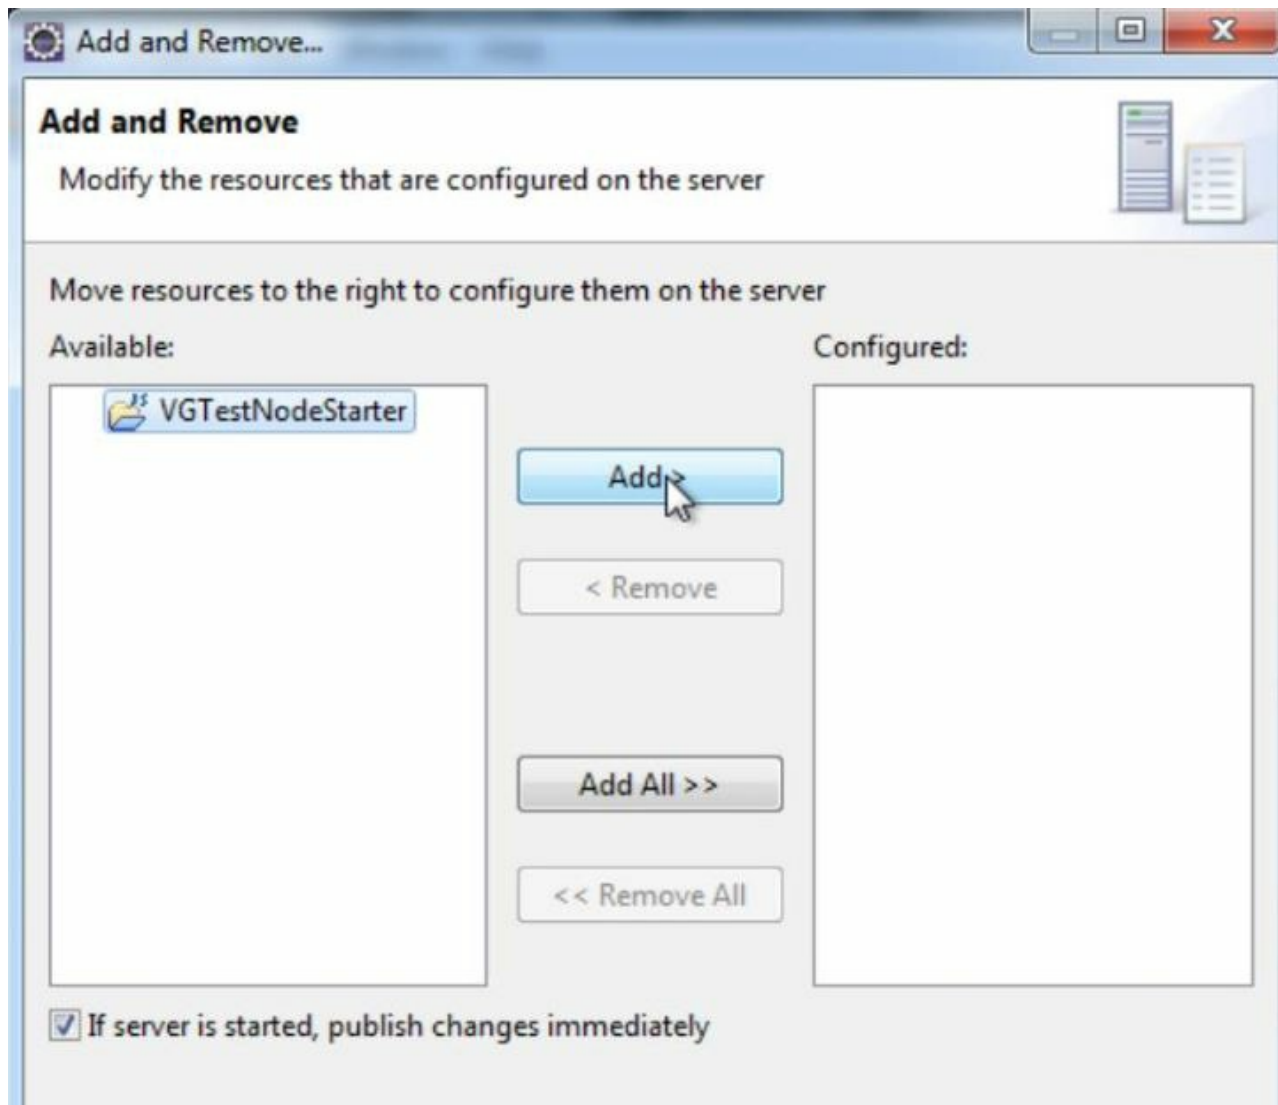 Add and Remove...
Add and Remove
Modify the resources that are configured on the server
Move resources to the right to configure them on the server
Available:
Configured:
VGTestNodeStarter
Add >
< Remove
Add All >>
<< Remove All
If server is started, publish changes immediately